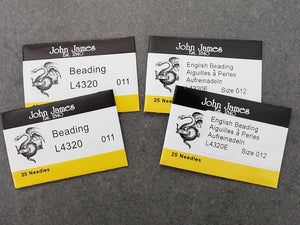 John James
Est. 1840
Beading
L4320
011
25 Needles
John James
Est. 1840
English Beading
Aiguilles à Perles
Aufreinadeln
L4320E
Size 012
John James
Est. 1840
Beading
L4320
011
25 Needles
John James
Est. 1840
English Beading
Aiguilles à Perles
Aufreinadeln
L4320E
Size 012
25 Needles